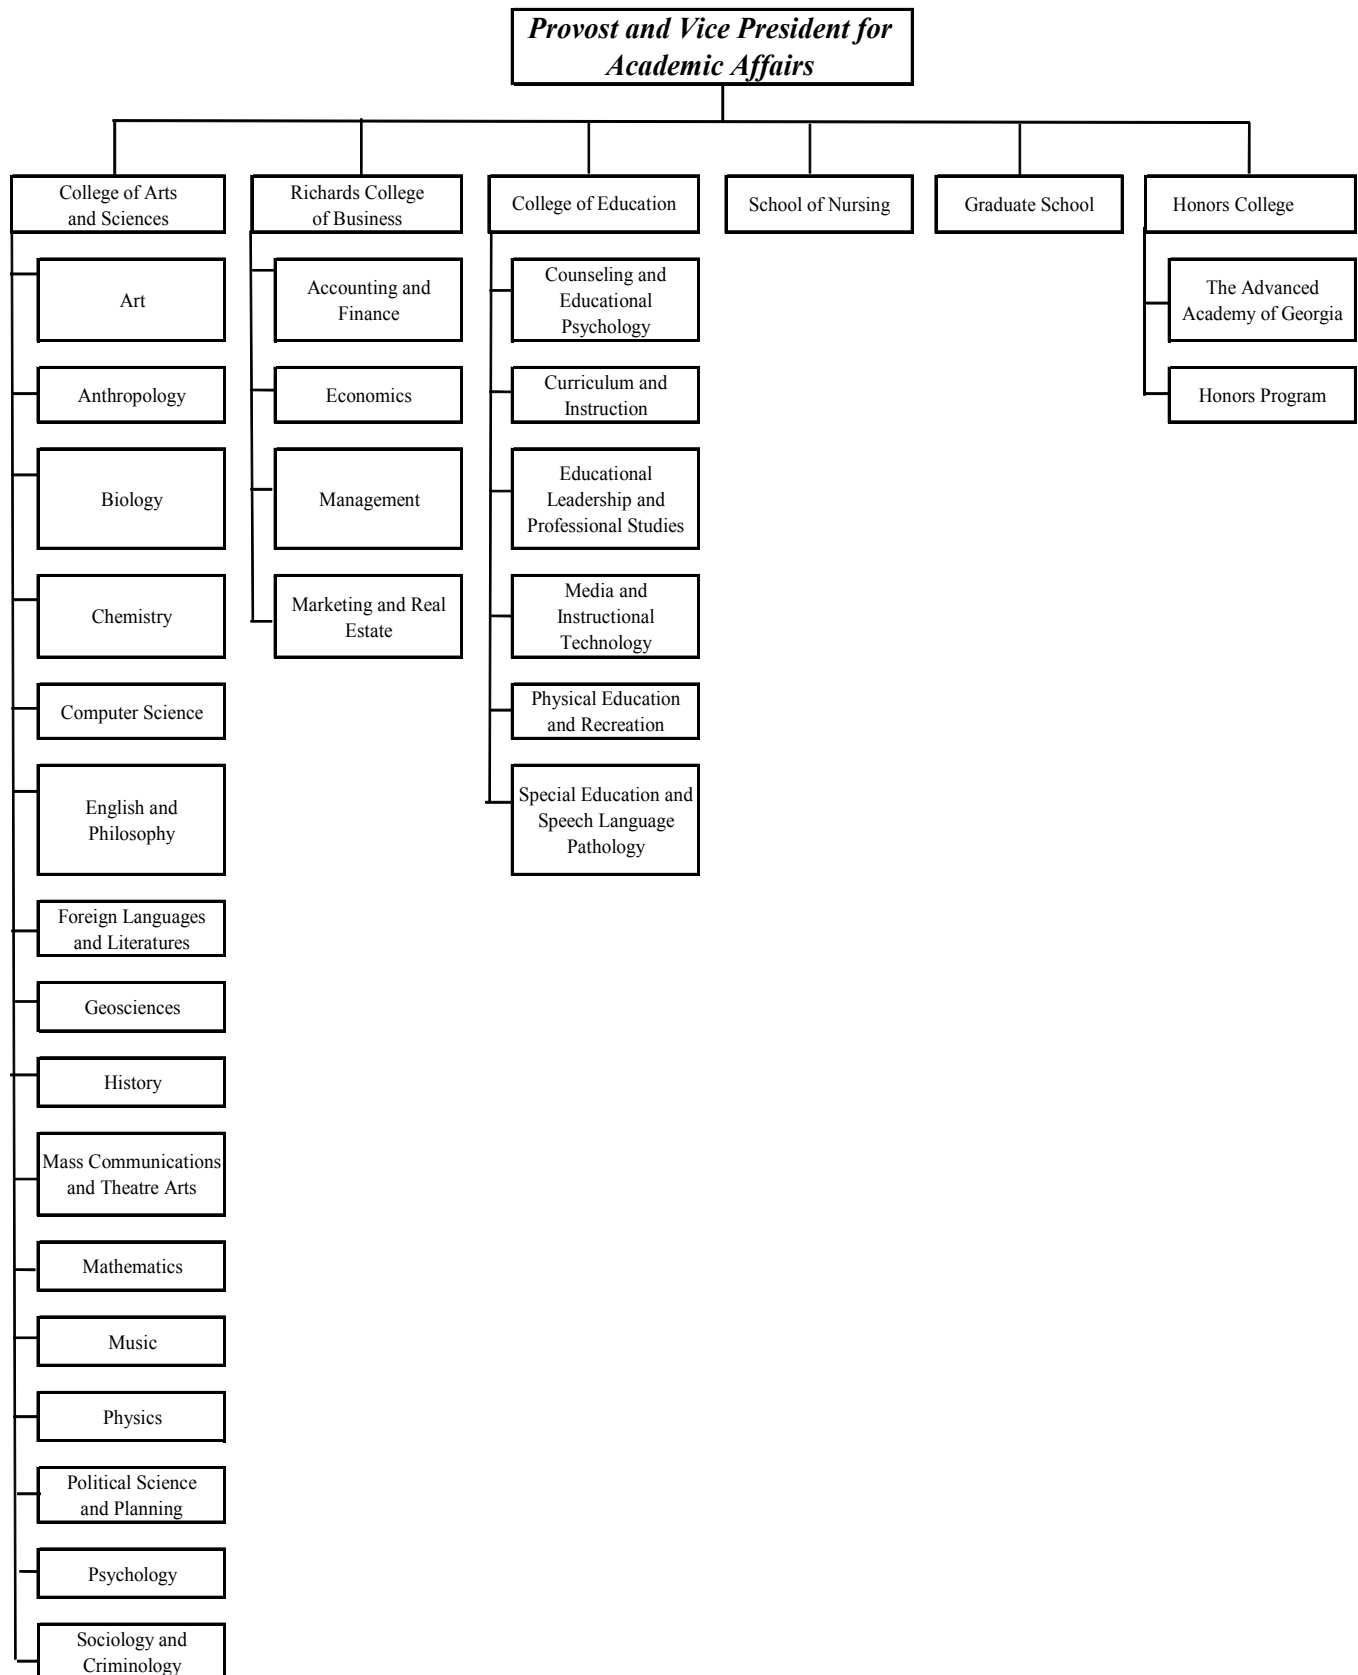 Provost and Vice President for
Academic Affairs
College of Arts
and Sciences
Richards College
of Business
College of Education
School of Nursing
Graduate School
Honors College
Art
Anthropology
Biology
Chemistry
Computer Science
English and
Philosophy
Foreign Languages
and Literatures
Geosciences
History
Mass Communications
and Theatre Arts
Mathematics
Music
Physics
Political Science
and Planning
Psychology
Sociology and
Criminology
Accounting and
Finance
Economics
Management
Marketing and Real
Estate
Counseling and
Educational
Psychology
Curriculum and
Instruction
Educational
Leadership and
Professional Studies
Media and
Instructional
Technology
Physical Education
and Recreation
Special Education and
Speech Language
Pathology
The Advanced
Academy of Georgia
Honors Program